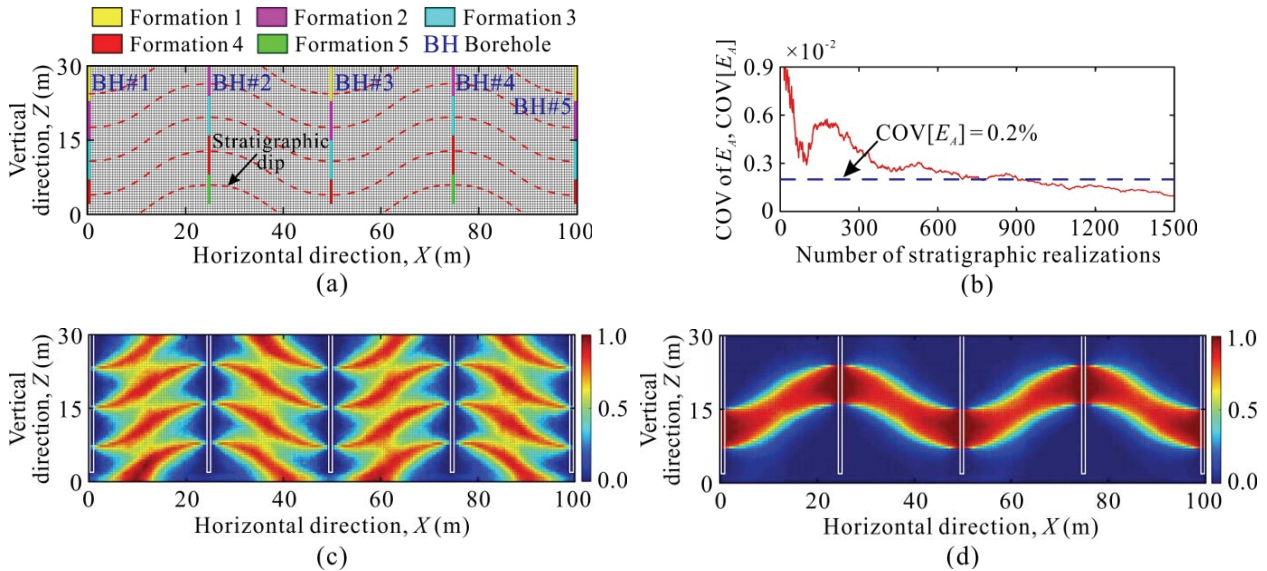 Formation 1 Formation 2 Formation 3
Formation 4 Formation 5 BH Borehole
30
15
0
Vertical
direction, Z (m)
BH#1 BH#2 BH#3 BH#4
BH#5
Stratigraphic
dip
0 20 40 60 80 100
Horizontal direction, X (m)
(a)
×10⁻²
0.9
0.6
0.3
0
COV of E_A, COV[E_A]
COV[E_A] = 0.2%
0 300 600 900 1200 1500
Number of stratigraphic realizations
(b)
30
15
0
Vertical
direction, Z (m)
0 20 40 60 80 100
Horizontal direction, X (m)
1.0
0.5
0.0
(c)
30
15
0
Vertical
direction, Z (m)
0 20 40 60 80 100
Horizontal direction, X (m)
1.0
0.5
0.0
(d)